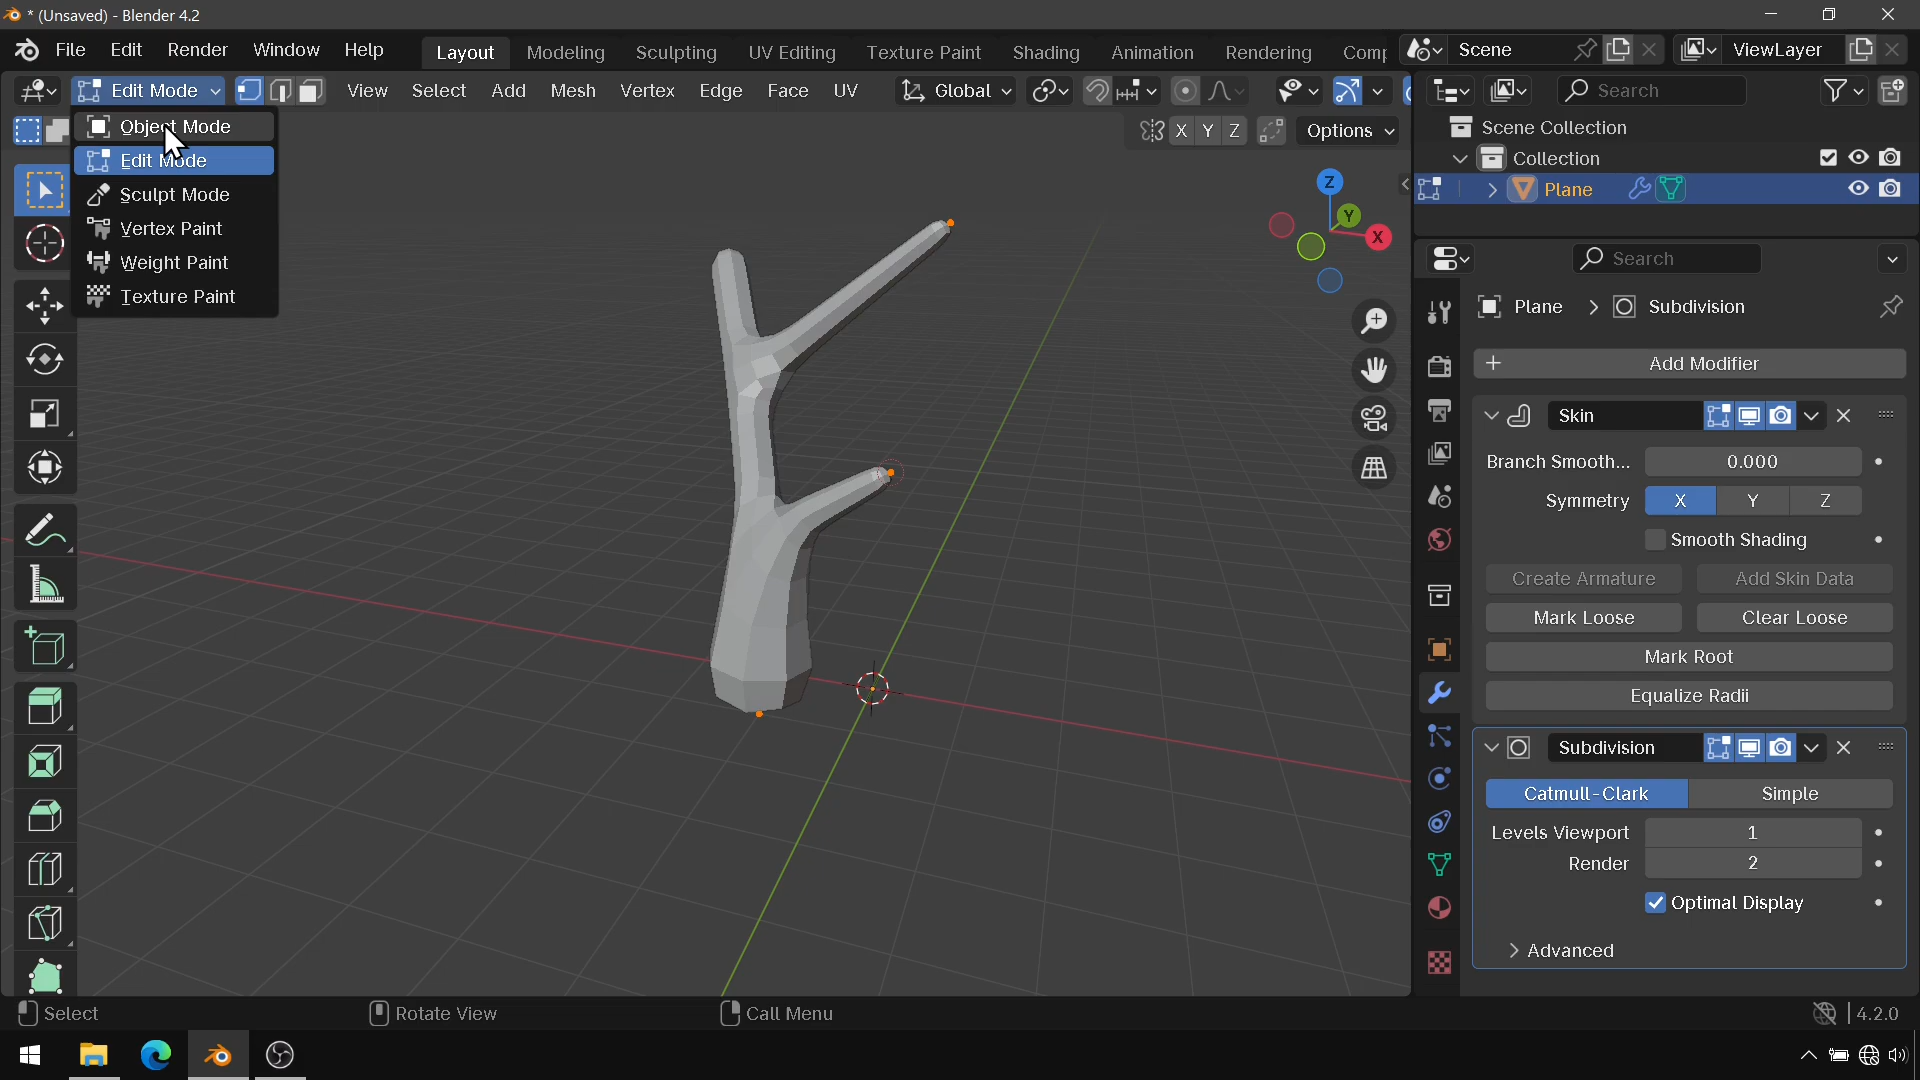 * (Unsaved) - Blender 4.2
File Edit Render Window Help
Layout Modeling Sculpting UV Editing Texture Paint Shading Animation Rendering Comp
Scene
ViewLayer
Edit Mode
View Select Add Mesh Vertex Edge Face UV
Global
Search
Object Mode
Edit Mode
Sculpt Mode
Vertex Paint
Weight Paint
Texture Paint
X Y Z
Options
Z
Y
X
Scene Collection
Collection
Plane
Search
Plane > Subdivision
+ Add Modifier
Skin
Branch Smooth... 0.000
Symmetry X Y Z
Smooth Shading
Create Armature Add Skin Data
Mark Loose Clear Loose
Mark Root
Equalize Radii
Subdivision
Catmull-Clark Simple
Levels Viewport 1
Render 2
Optimal Display
Advanced
Select Rotate View Call Menu
4.2.0